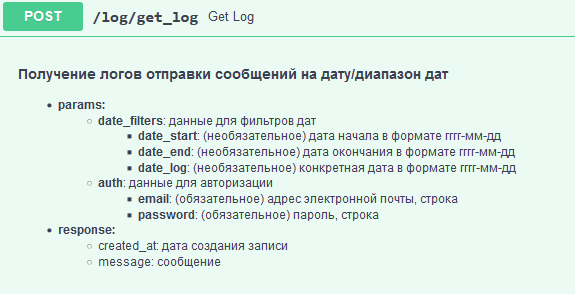 POST /log/get_log Get Log
Получение логов отправки сообщений на дату/диапазон дат
params:
date_filters: данные для фильтров дат
date_start: (необязательное) дата начала в формате гггг-мм-дд
date_end: (необязательное) дата окончания в формате гггг-мм-дд
date_log: (необязательное) конкретная дата в формате гггг-мм-дд
auth: данные для авторизации
email: (обязательное) адрес электронной почты, строка
password: (обязательное) пароль, строка
response:
created_at: дата создания записи
message: сообщение